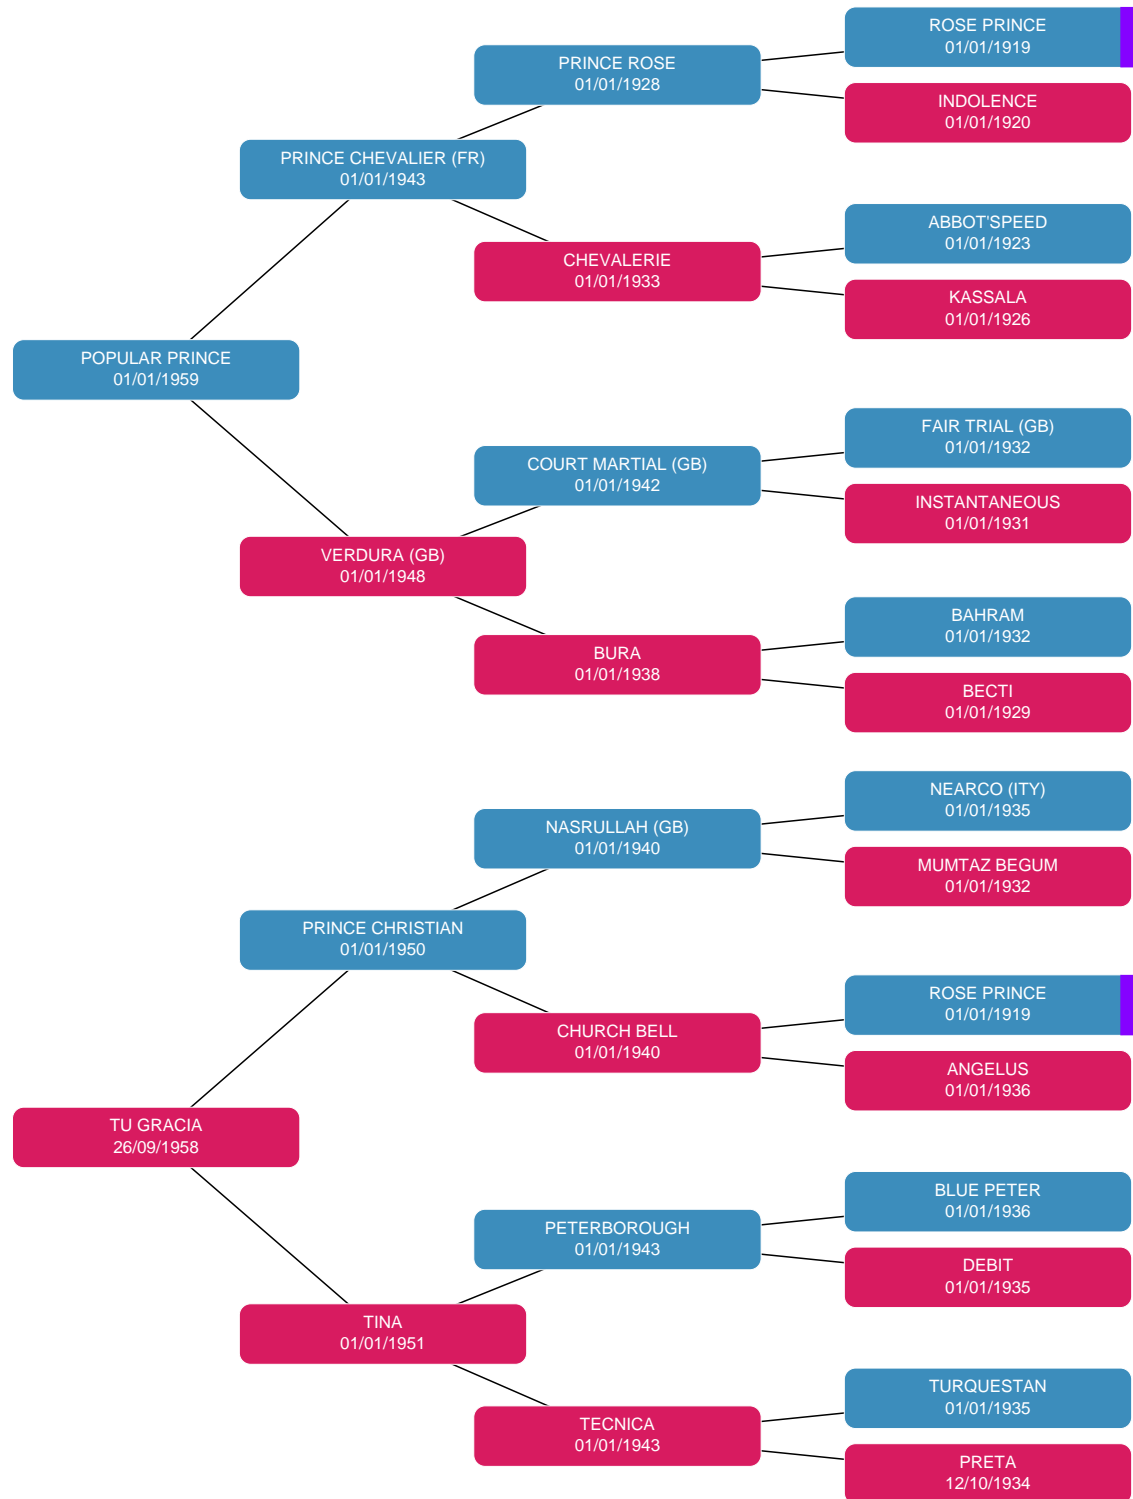 ROSE PRINCE
01/01/1919
PRINCE ROSE
01/01/1928
INDOLENCE
01/01/1920
PRINCE CHEVALIER (FR)
01/01/1943
ABBOT'SPEED
01/01/1923
CHEVALERIE
01/01/1933
KASSALA
01/01/1926
POPULAR PRINCE
01/01/1959
FAIR TRIAL (GB)
01/01/1932
COURT MARTIAL (GB)
01/01/1942
INSTANTANEOUS
01/01/1931
VERDURA (GB)
01/01/1948
BAHRAM
01/01/1932
BURA
01/01/1938
BECTI
01/01/1929
NEARCO (ITY)
01/01/1935
NASRULLAH (GB)
01/01/1940
MUMTAZ BEGUM
01/01/1932
PRINCE CHRISTIAN
01/01/1950
ROSE PRINCE
01/01/1919
CHURCH BELL
01/01/1940
ANGELUS
01/01/1936
TU GRACIA
26/09/1958
BLUE PETER
01/01/1936
PETERBOROUGH
01/01/1943
DEBIT
01/01/1935
TINA
01/01/1951
TURQUESTAN
01/01/1935
TECNICA
01/01/1943
PRETA
12/10/1934